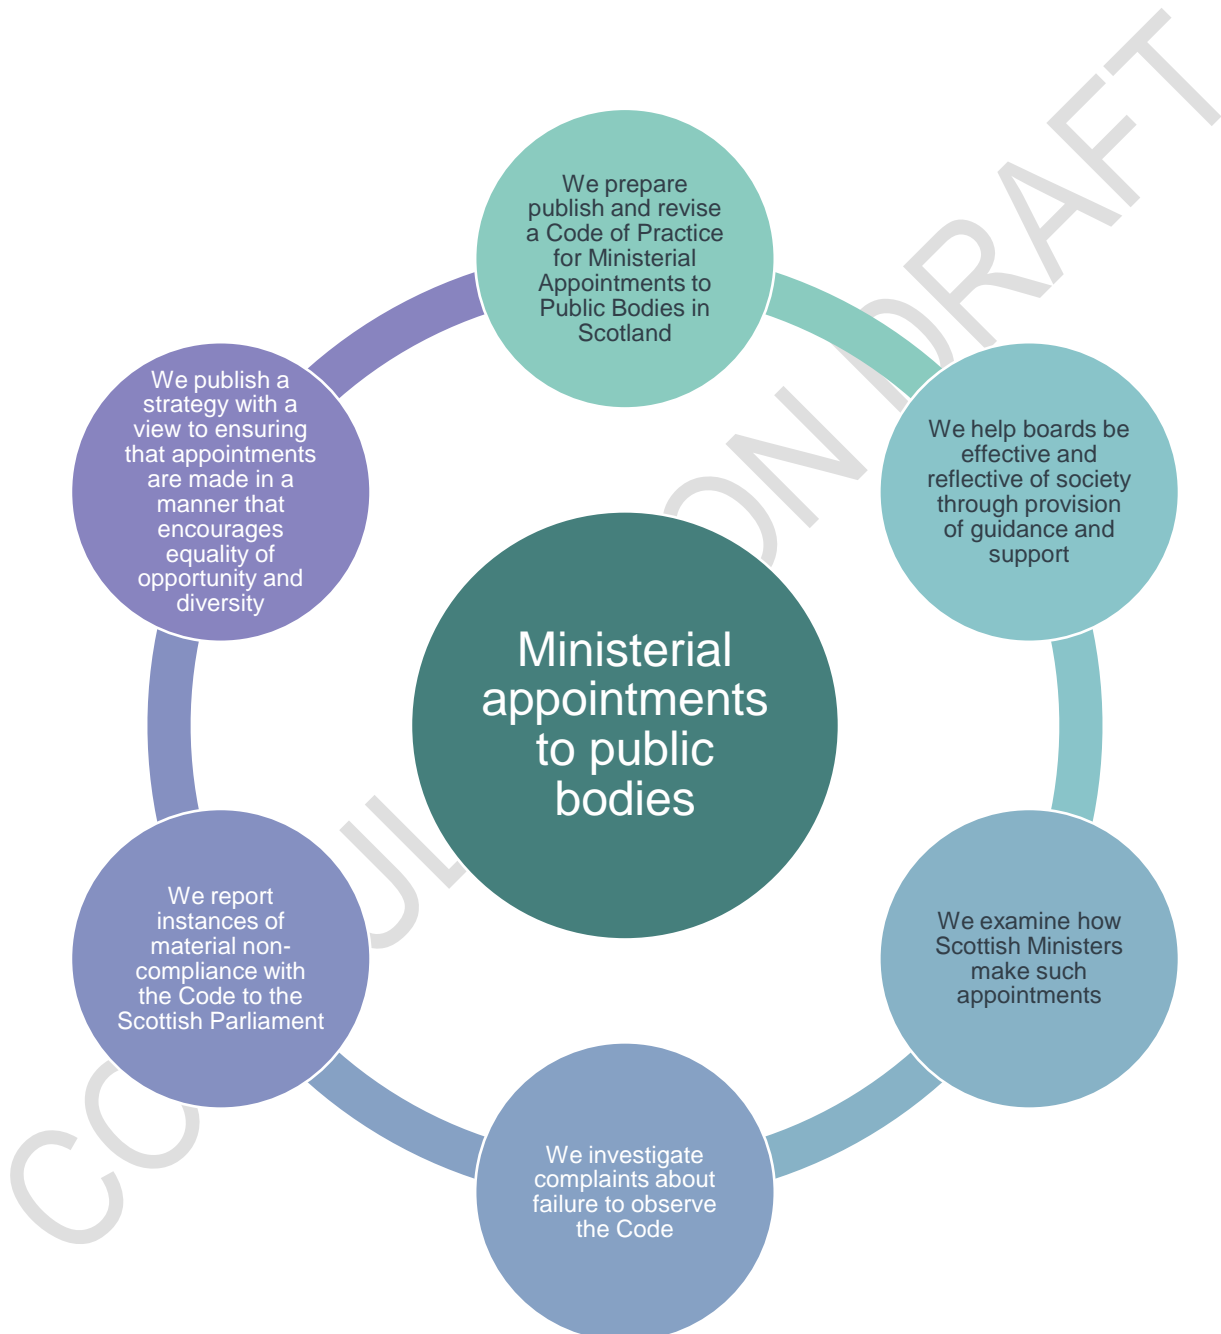 We prepare
publish and revise
a Code of Practice
for Ministerial
Appointments to
Public Bodies in
Scotland
We help boards be
effective and
reflective of society
through provision
of guidance and
support
We examine how
Scottish Ministers
make such
appointments
We investigate
complaints about
failure to observe
the Code
We report
instances of
material non-
compliance with
the Code to the
Scottish Parliament
We publish a
strategy with a
view to ensuring
that appointments
are made in a
manner that
encourages
equality of
opportunity and
diversity
Ministerial
appointments
to public
bodies
DRAFT